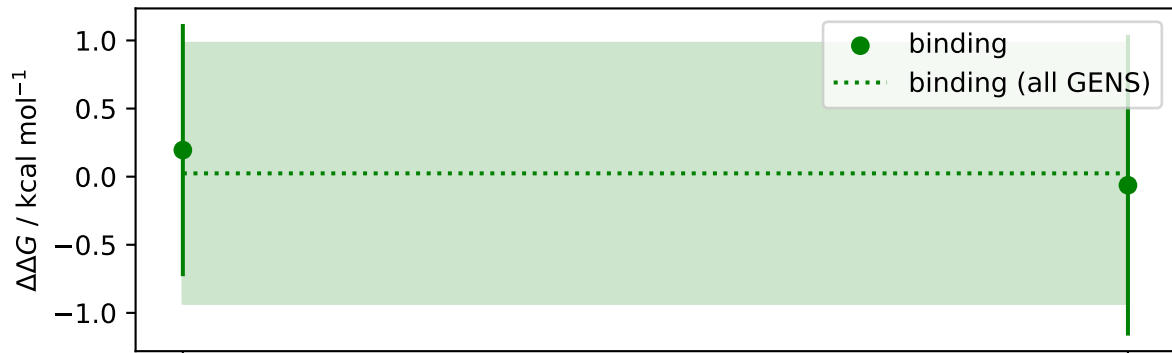 1.0
0.5
0.0
−0.5
−1.0
ΔΔG / kcal mol⁻¹
binding
binding (all GENS)